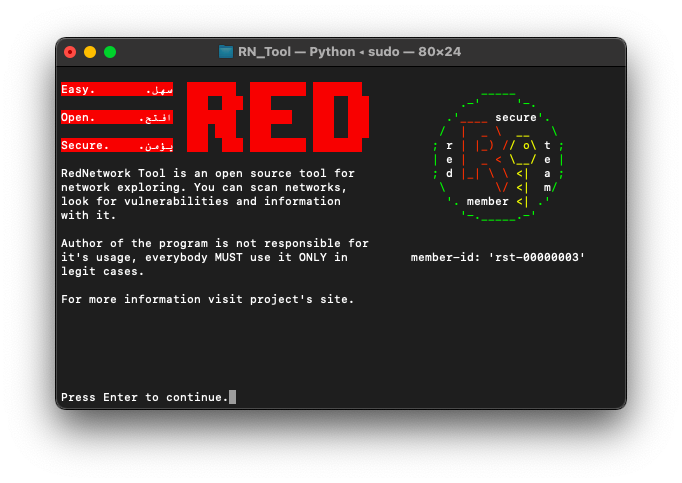 RN_Tool — Python ◂ sudo — 80×24
Easy. سهل.
Open. افتح.
Secure. يؤمن.
RED
secure
red
team
member
RedNetwork Tool is an open source tool for
network exploring. You can scan networks,
look for vulnerabilities and information
with it.
Author of the program is not responsible for
it's usage, everybody MUST use it ONLY in
legit cases.
member-id: 'rst-00000003'
For more information visit project's site.
Press Enter to continue.